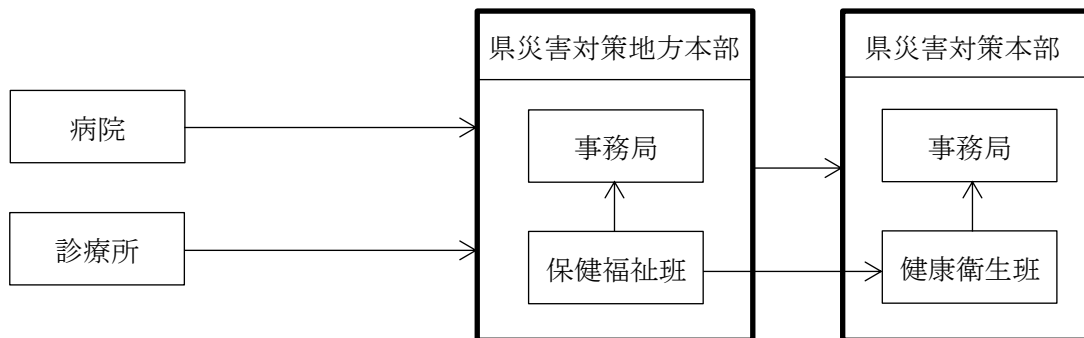 県災害対策地方本部
県災害対策本部
病院
事務局
事務局
診療所
保健福祉班
健康衛生班